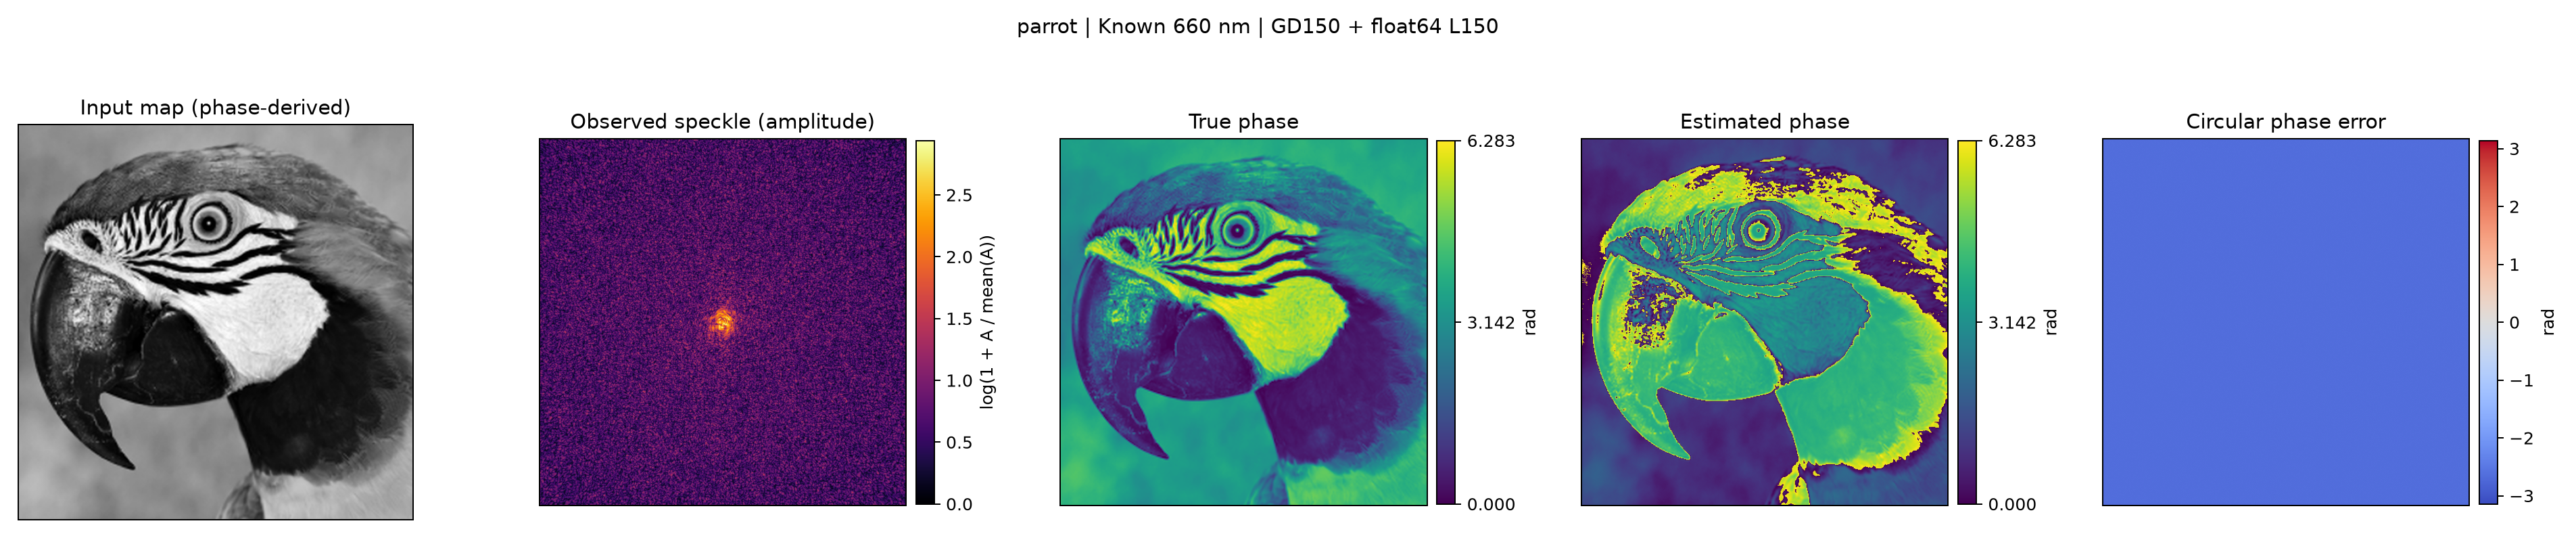 parrot | Known 660 nm | GD150 + float64 L150
Input map (phase-derived)
Observed speckle (amplitude)
2.5
2.0
1.5
1.0
0.5
0.0
log(1 + A / mean(A))
True phase
6.283
3.142
0.000
rad
Estimated phase
6.283
3.142
0.000
rad
Circular phase error
3
2
1
0
−1
−2
−3
rad